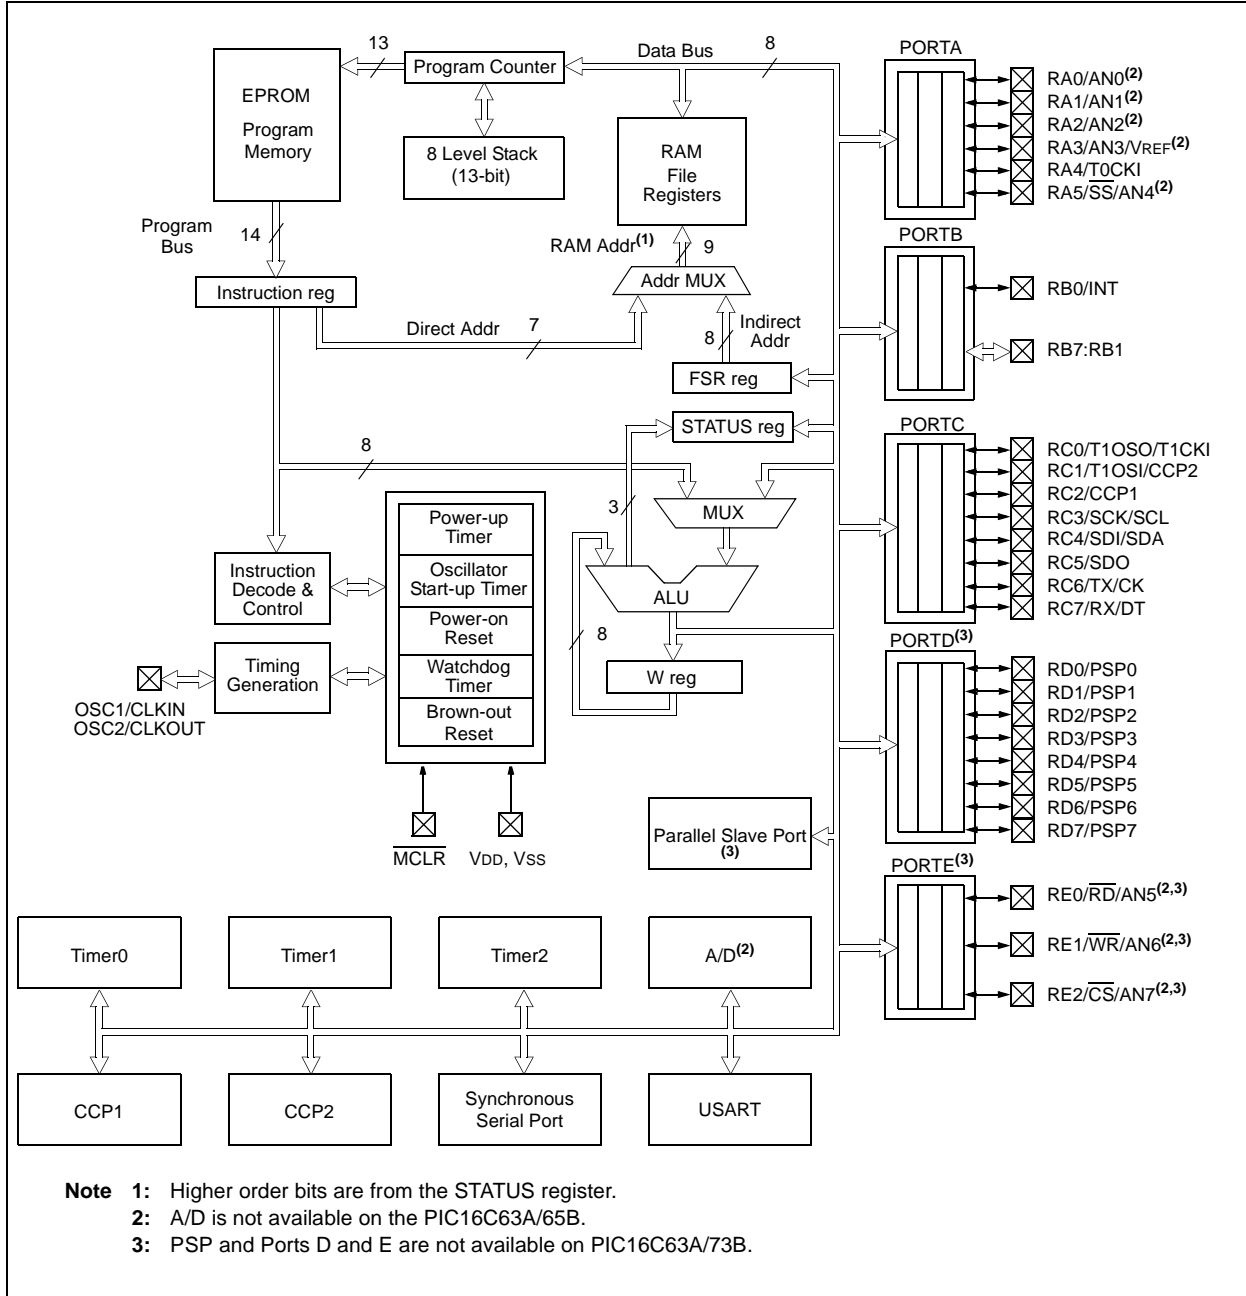 13
Data Bus
8
PORTA
EPROM
Program
Memory
Program Counter
8 Level Stack
(13-bit)
RAM
File
Registers
RA0/AN0(2)
RA1/AN1(2)
RA2/AN2(2)
RA3/AN3/VREF(2)
RA4/T0CKI
RA5/SS/AN4(2)
Program
Bus
14
RAM Addr(1)
9
PORTB
Instruction reg
Addr MUX
RB0/INT
Direct Addr
7
8
Indirect
Addr
RB7:RB1
FSR reg
STATUS reg
PORTC
8
RC0/T1OSO/T1CKI
RC1/T1OSI/CCP2
RC2/CCP1
RC3/SCK/SCL
RC4/SDI/SDA
RC5/SDO
RC6/TX/CK
RC7/RX/DT
3
MUX
Power-up
Timer
Oscillator
Start-up Timer
Power-on
Reset
Watchdog
Timer
Brown-out
Reset
Instruction
Decode &
Control
ALU
8
W reg
Timing
Generation
OSC1/CLKIN
OSC2/CLKOUT
PORTD(3)
RD0/PSP0
RD1/PSP1
RD2/PSP2
RD3/PSP3
RD4/PSP4
RD5/PSP5
RD6/PSP6
RD7/PSP7
MCLR
VDD, VSS
Parallel Slave Port
(3)
PORTE(3)
RE0/RD/AN5(2,3)
RE1/WR/AN6(2,3)
RE2/CS/AN7(2,3)
Timer0
Timer1
Timer2
A/D(2)
CCP1
CCP2
Synchronous
Serial Port
USART
Note 1: Higher order bits are from the STATUS register.
2: A/D is not available on the PIC16C63A/65B.
3: PSP and Ports D and E are not available on PIC16C63A/73B.